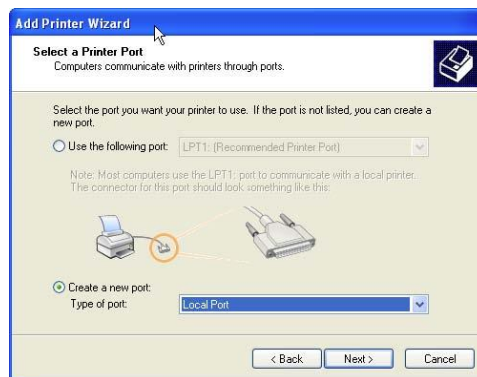 Add Printer Wizard
Select a Printer Port
Computers communicate with printers through ports.
Select the port you want your printer to use. If the port is not listed, you can create a
new port.
Use the following port: LPT1: (Recommended Printer Port)
Note: Most computers use the LPT1: port to communicate with a local printer.
The connector for this port should look something like this:
Create a new port:
Type of port: Local Port
< Back Next > Cancel